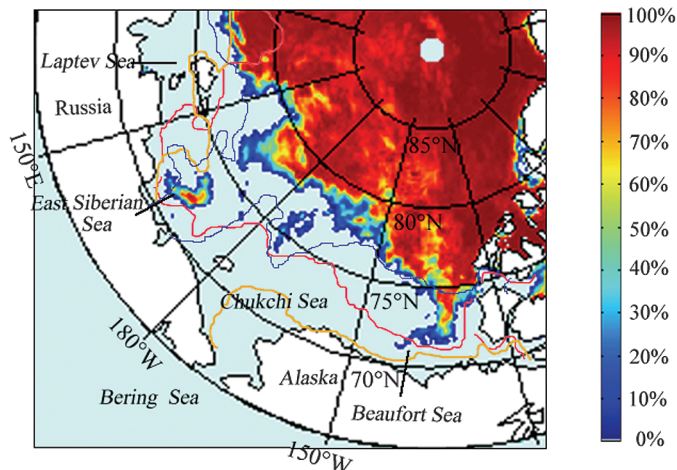 Laptev Sea
Russia
150°E
East Siberian
Sea
85°N
80°N
75°N
Chukchi Sea
180°W
Alaska
70°N
Bering Sea
Beaufort Sea
150°W
100%
90%
80%
70%
60%
50%
40%
30%
20%
10%
0%